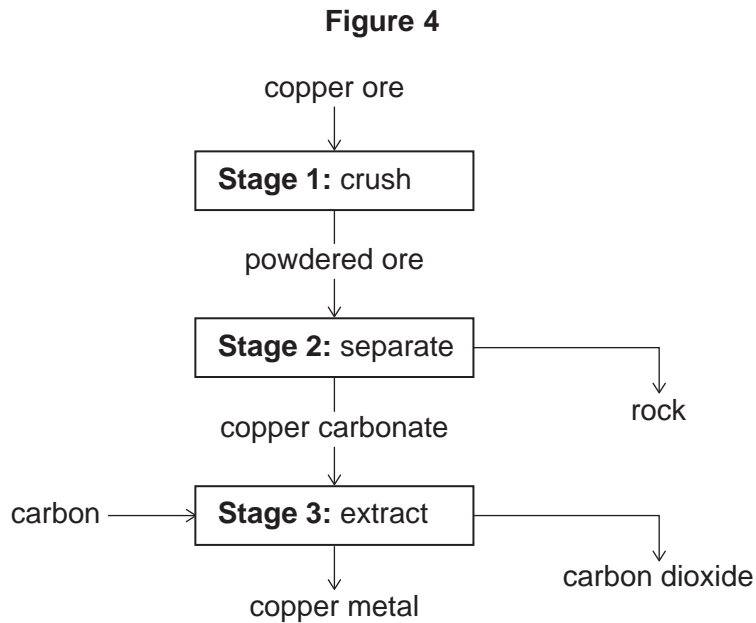 Figure 4
copper ore
Stage 1: crush
powdered ore
Stage 2: separate
rock
copper carbonate
carbon
Stage 3: extract
carbon dioxide
copper metal